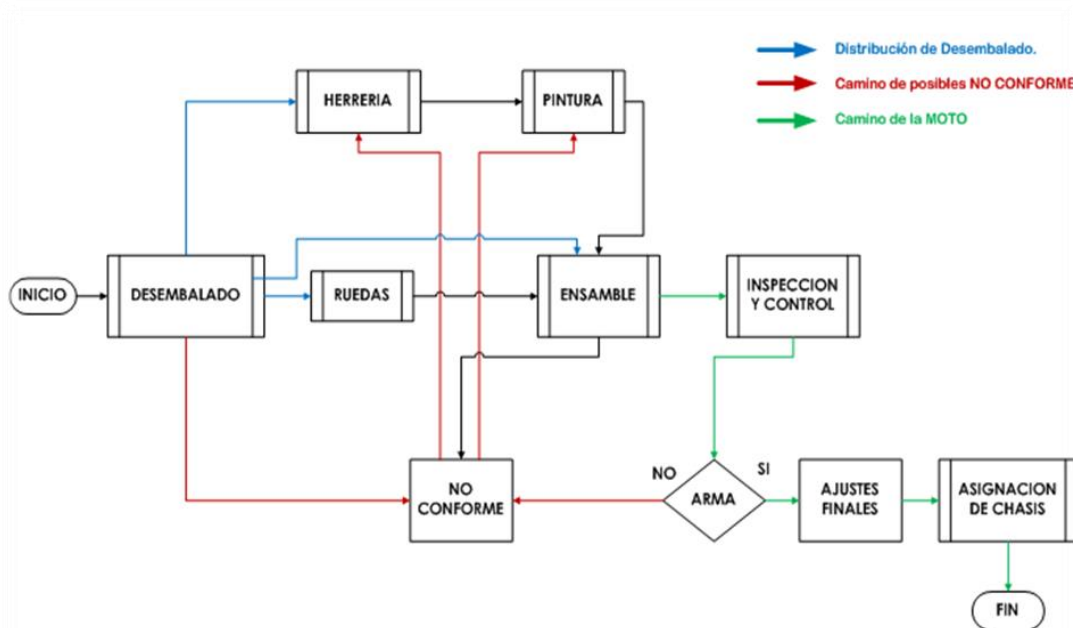 Distribución de Desembalado.
Camino de posibles NO CONFORME
Camino de la MOTO
HERRERIA
PINTURA
INICIO
DESEMBALADO
RUEDAS
ENSAMBLE
INSPECCION
Y CONTROL
NO
CONFORME
NO
ARMA
SI
AJUSTES
FINALES
ASIGNACION
DE CHASIS
FIN